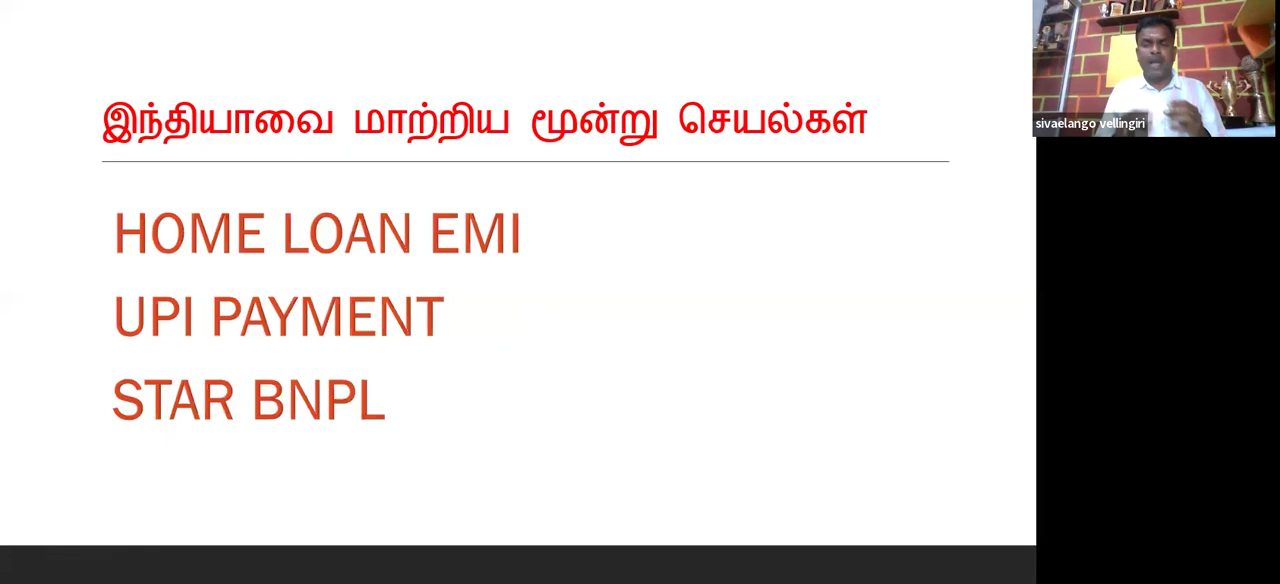 இந்தியாவை மாற்றிய மூன்று செயல்கள்
HOME LOAN EMI
UPI PAYMENT
STAR BNPL
sivaelango vellingiri